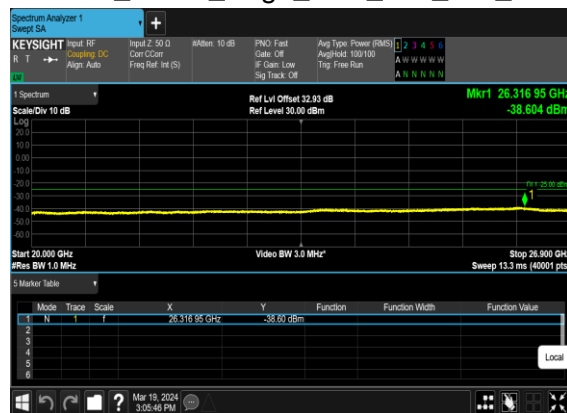 Spectrum Analyzer 1
Swept SA
+
KEYSIGHT Input: RF Input Z: 50 Ω #Atten: 10 dB PNO: Fast Avg Type: Power (RMS) 1 2 3 4 5 6
R T Coupling: DC Corr CCorr Gate: Off Avg|Hold: 100/100 A W W W W W
Align: Auto Freq Ref: Int (S) IF Gain: Low Trig: Free Run
Sig Track: Off A N N N N N
1 Spectrum Ref Lvl Offset 32.93 dB Mkr1 26.316 95 GHz
Scale/Div 10 dB Ref Level 30.00 dBm -38.604 dBm
Log
20.0
10.0
0.00
-10.0
-20.0
-30.0
-40.0
-50.0
-60.0
DL1 -25.00 dBm
1
Start 20.000 GHz Video BW 3.0 MHz* Stop 26.900 GHz
#Res BW 1.0 MHz Sweep 13.3 ms (40001 pts)
5 Marker Table
Mode Trace Scale X Y Function Function Width Function Value
1 N 1 f 26.316 95 GHz -38.60 dBm
2
3
4
5
6
Local
? Mar 19, 2024
3:05:46 PM